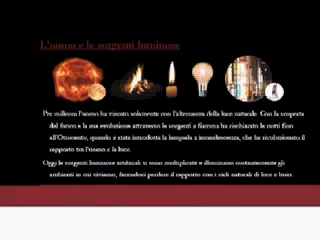 L'uomo e le sorgenti luminose
Per millenni l'uomo ha vissuto solamente con l'alternanza della luce naturale. Con la scoperta
del fuoco e la sua evoluzione attraverso le sorgenti a fiamma ha rischiarato le notti fino
all'Ottocento, quando è stata introdotta la lampada a incandescenza, che ha rivoluzionato il
rapporto tra l'uomo e la luce.
Oggi le sorgenti luminose artificiali si sono moltiplicate e illuminano costantemente gli
ambienti in cui viviamo, facendoci perdere il rapporto con i cicli naturali di luce e buio.